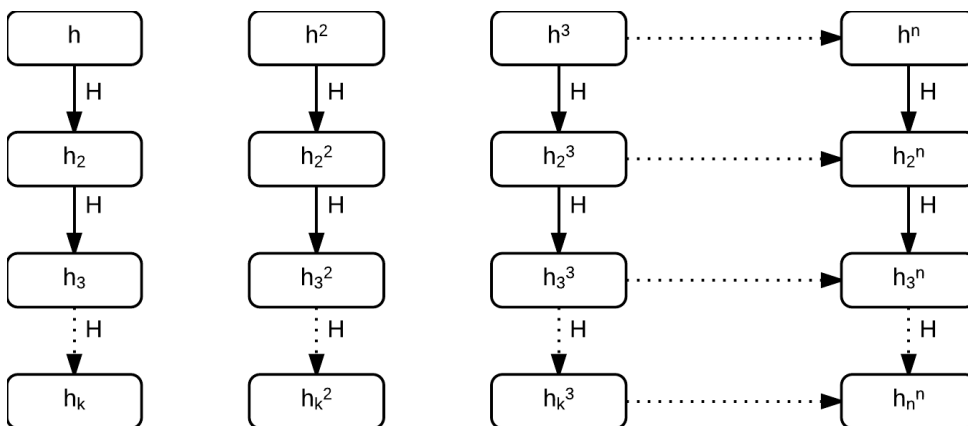 h h² h³ hⁿ
H H H H
h₂ h₂² h₂³ h₂ⁿ
H H H H
h₃ h₃² h₃³ h₃ⁿ
H H H H
hₖ hₖ² hₖ³ hₙⁿ